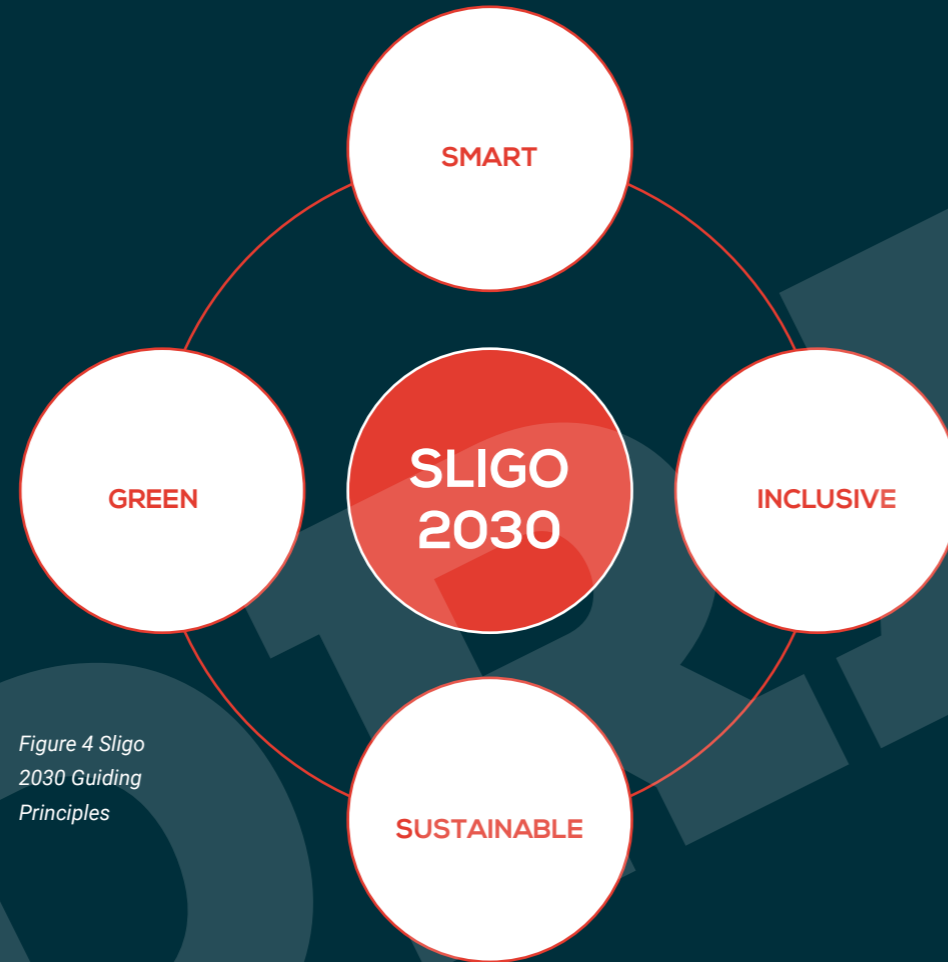 SMART
GREEN
SLIGO
2030
INCLUSIVE
SUSTAINABLE
Figure 4 Sligo
2030 Guiding
Principles